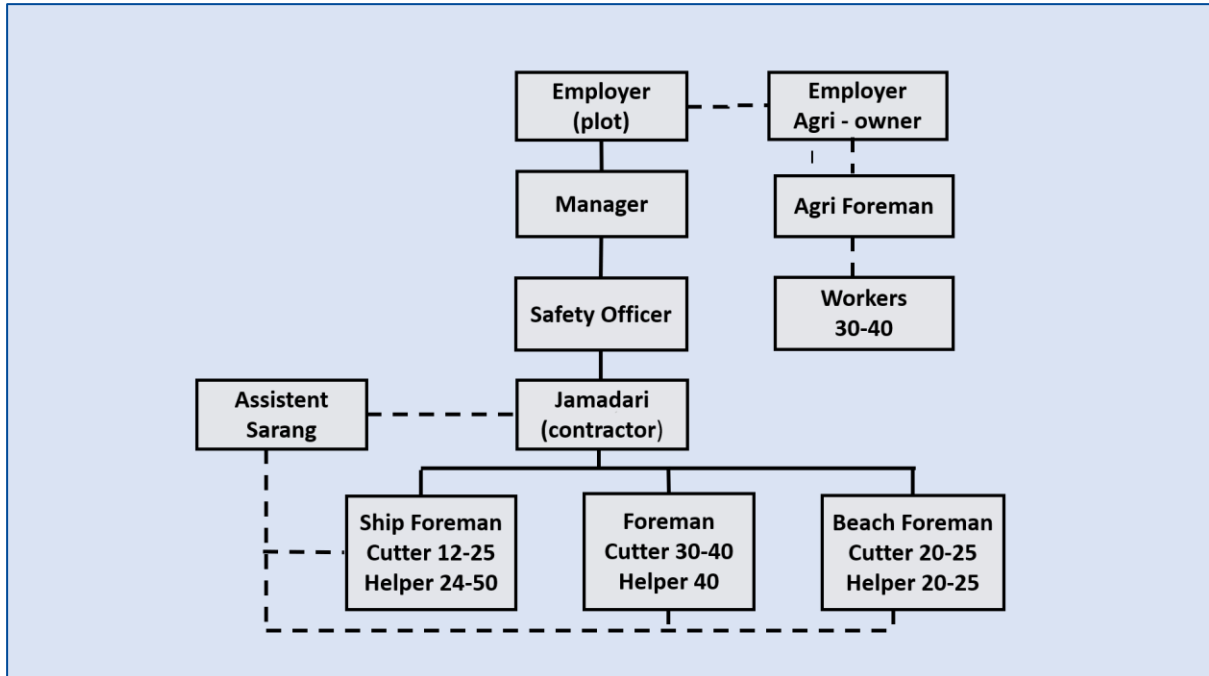 Employer
(plot)
Employer
Agri - owner
Manager
Agri Foreman
Safety Officer
Workers
30-40
Assistent
Sarang
Jamadari
(contractor)
Ship Foreman
Cutter 12-25
Helper 24-50
Foreman
Cutter 30-40
Helper 40
Beach Foreman
Cutter 20-25
Helper 20-25